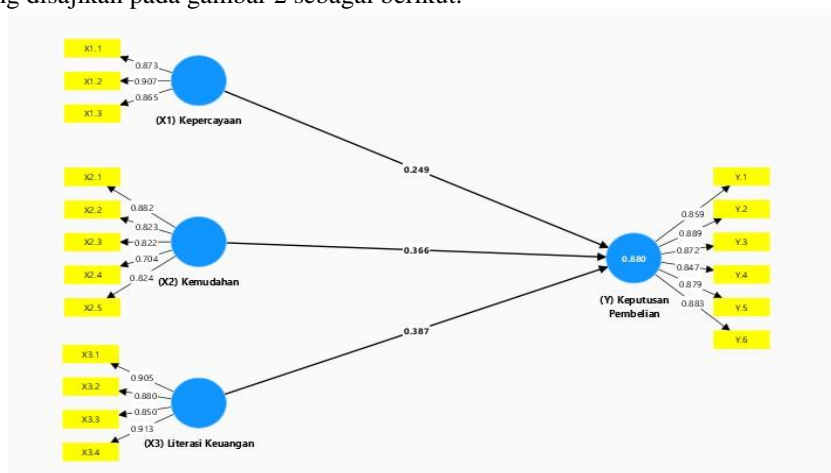 ng disajikan pada gambar 2 sebagai berikut.
X1.1
0.873
X1.2
0.907
X1.3
0.865
(X1) Kepercayaan
0.249
X2.1
0.882
X2.2
0.823
X2.3
0.822
X2.4
0.704
X2.5
0.824
(X2) Kemudahan
0.366
X3.1
0.905
X3.2
0.880
X3.3
0.850
X3.4
0.913
(X3) Literasi Keuangan
0.387
0.880
(Y) Keputusan
Pembelian
Y.1
0.859
Y.2
0.889
Y.3
0.872
Y.4
0.847
Y.5
0.879
Y.6
0.883